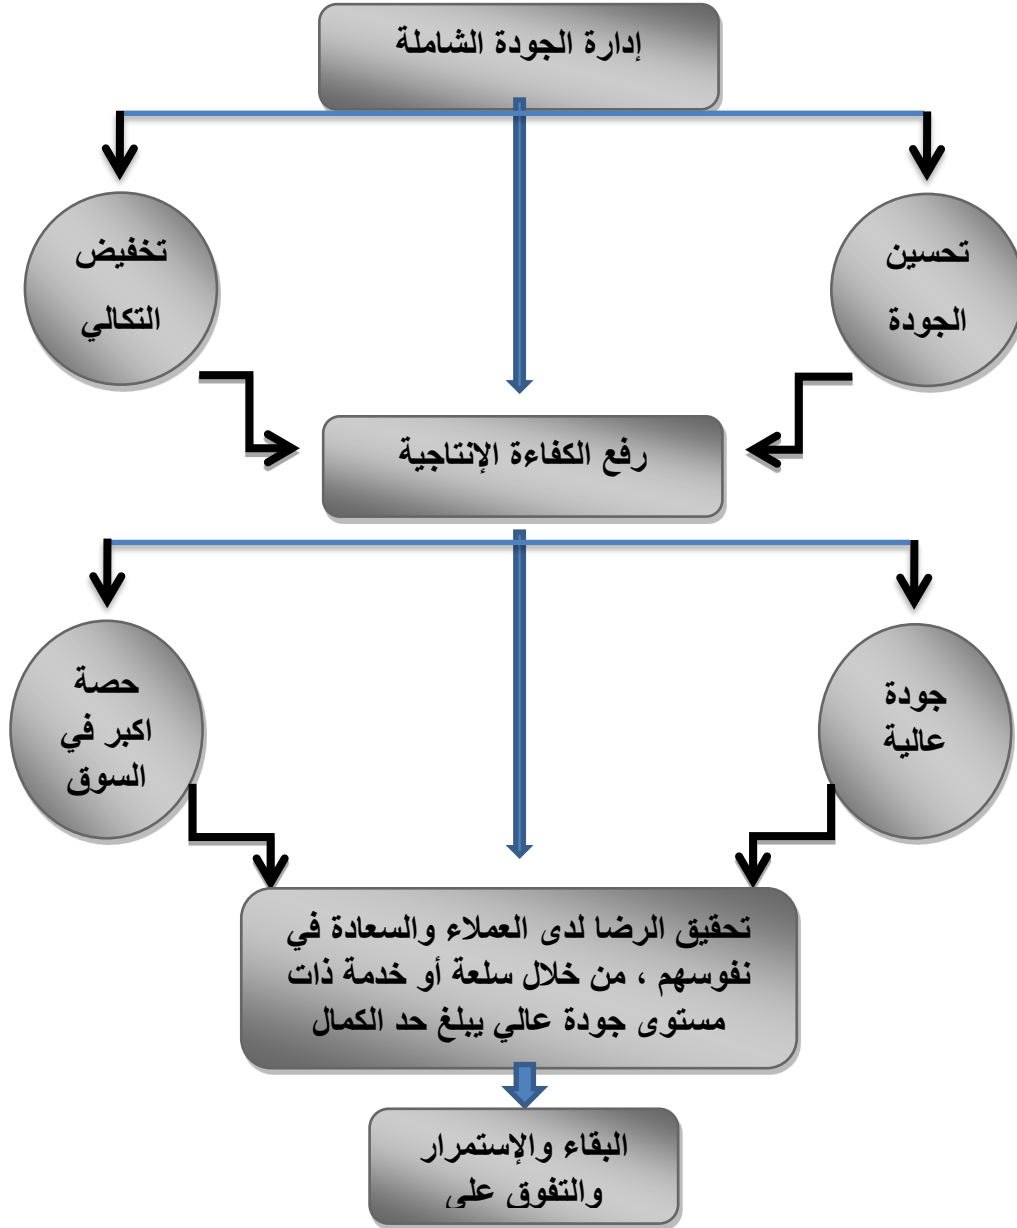 إدارة الجودة الشاملة
تحسين
الجودة
تخفيض
التكالي
رفع الكفاءة الإنتاجية
جودة
عالية
حصة
اكبر في
السوق
تحقيق الرضا لدى العملاء والسعادة في
نفوسهم ، من خلال سلعة أو خدمة ذات
مستوى جودة عالي يبلغ حد الكمال
البقاء والإستمرار
والتفوق على